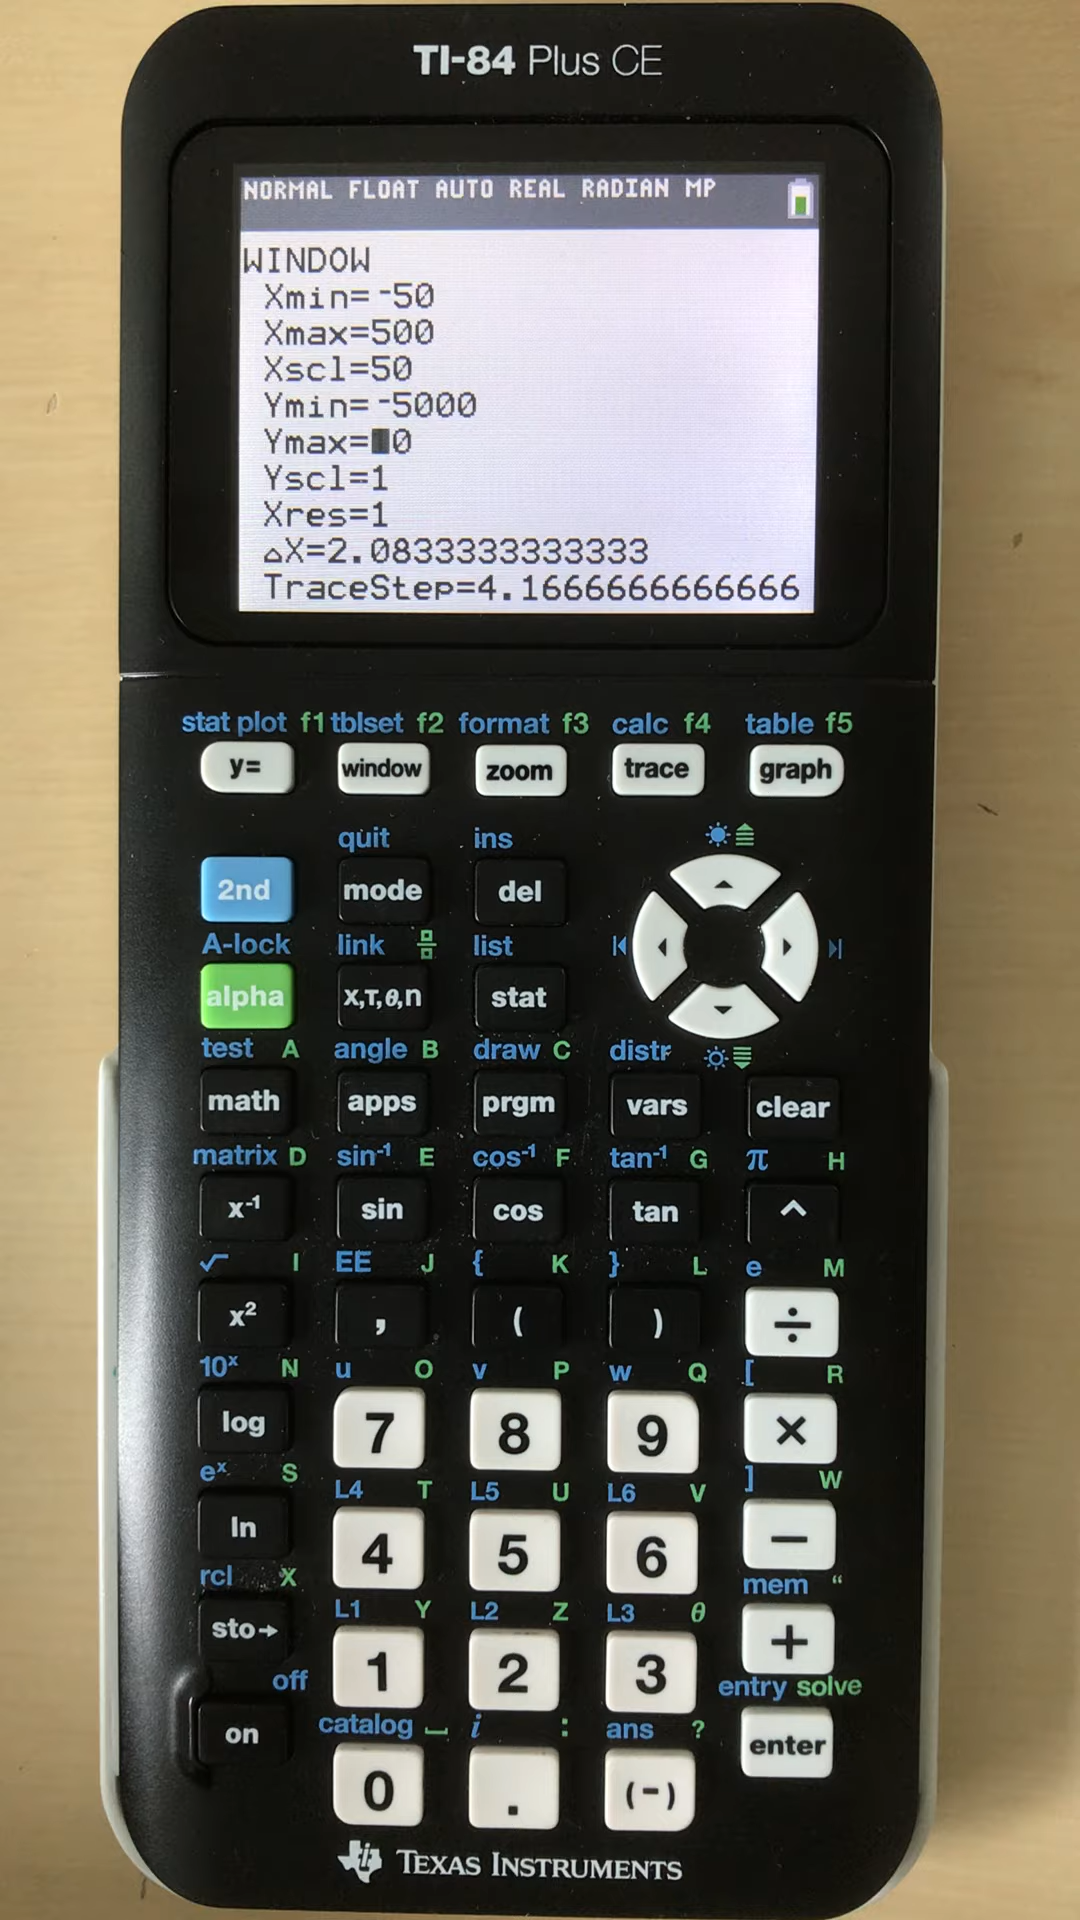 TI-84 Plus CE
NORMAL FLOAT AUTO REAL RADIAN MP
WINDOW
Xmin=-50
Xmax=500
Xscl=50
Ymin=-5000
Ymax=0
Yscl=1
Xres=1
△X=2.0833333333333
TraceStep=4.1666666666666
stat plot f1 tblset f2 format f3 calc f4 table f5
y= window zoom trace graph
quit ins
2nd mode del
A-lock link list
alpha X,T,θ,n stat
test A angle B draw C distr
math apps prgm vars clear
matrix D sin⁻¹ E cos⁻¹ F tan⁻¹ G π H
x⁻¹ sin cos tan ^
√ I EE J { K } L e M
x² , ( ) ÷
10ˣ N u O v P w Q [ R
log 7 8 9 ×
eˣ S L4 T L5 U L6 V ] W
ln 4 5 6 −
rcl X L1 Y L2 Z L3 θ mem “
sto→ 1 2 3 +
off catalog ⎵ i : ans ? entry solve
on 0 . (-) enter
TEXAS INSTRUMENTS